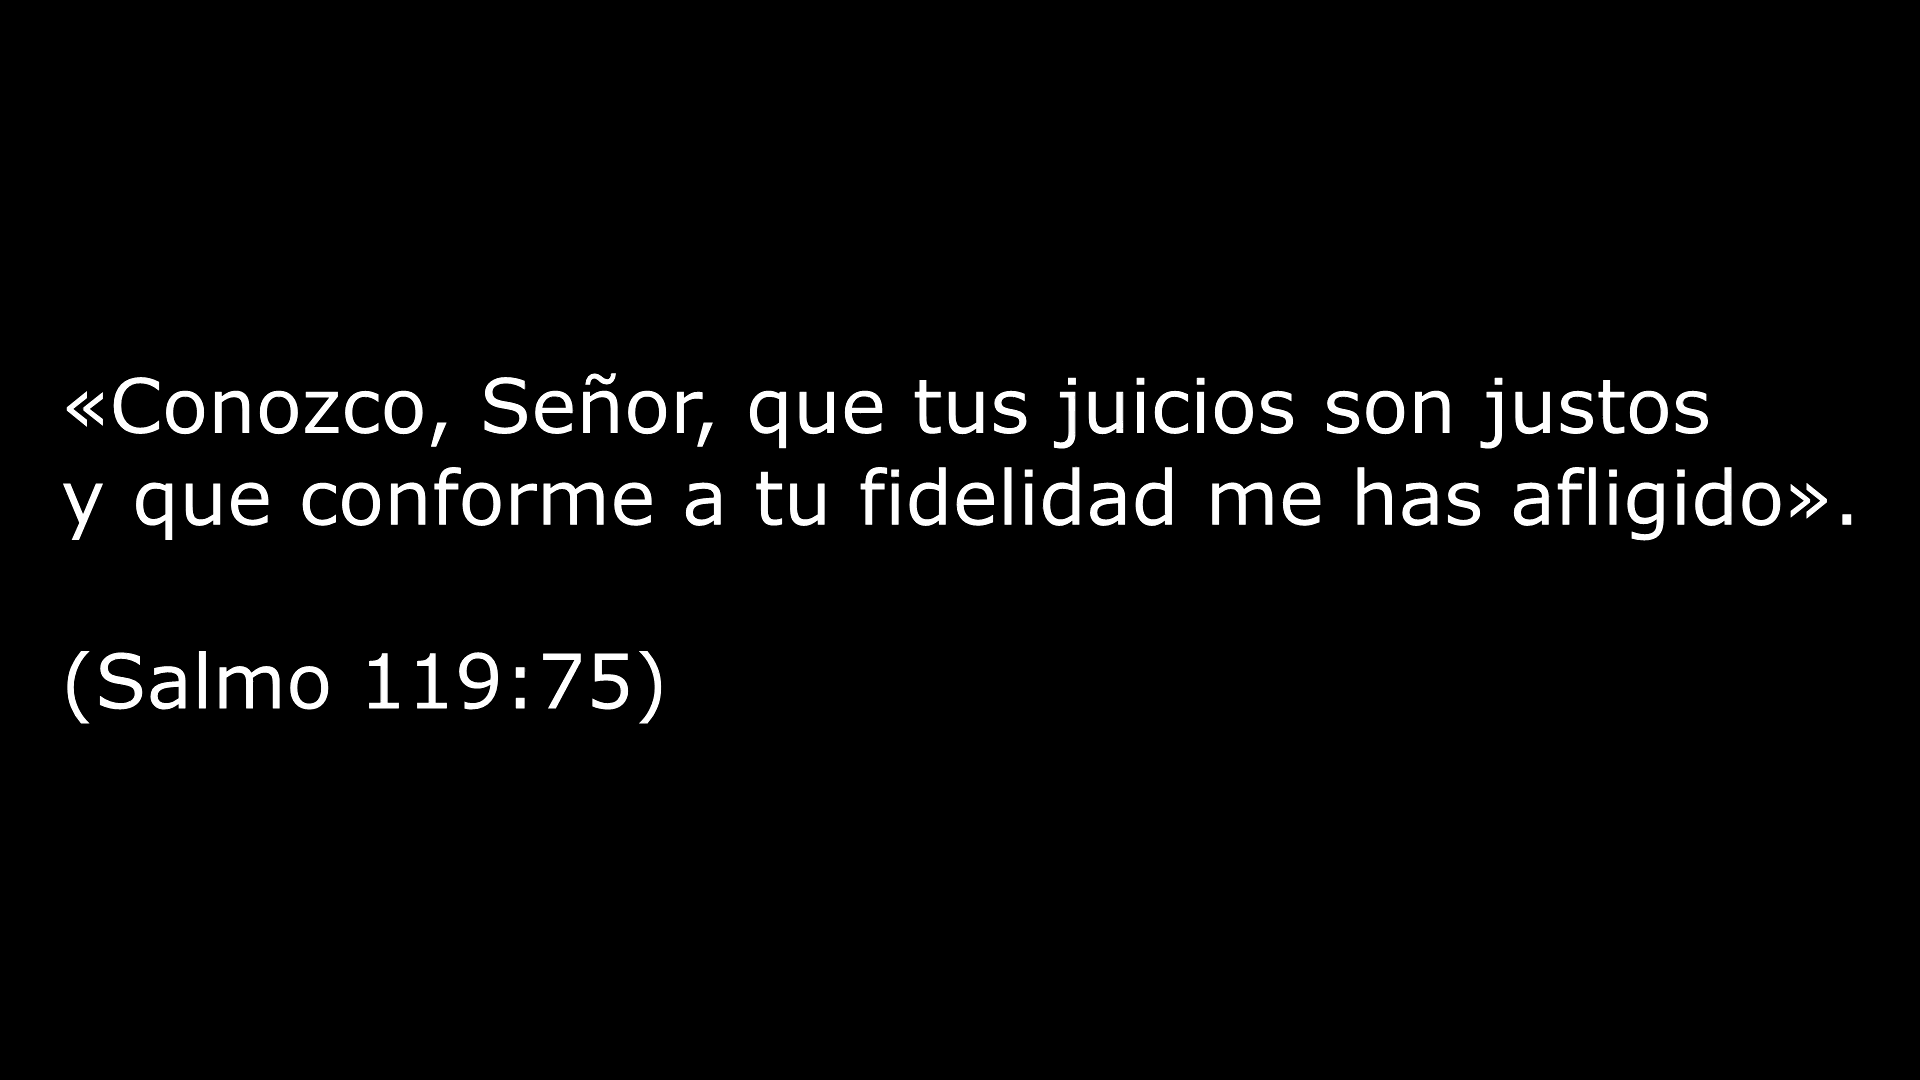 «Conozco, Señor, que tus juicios son justos
y que conforme a tu fidelidad me has afligido».
(Salmo 119:75)